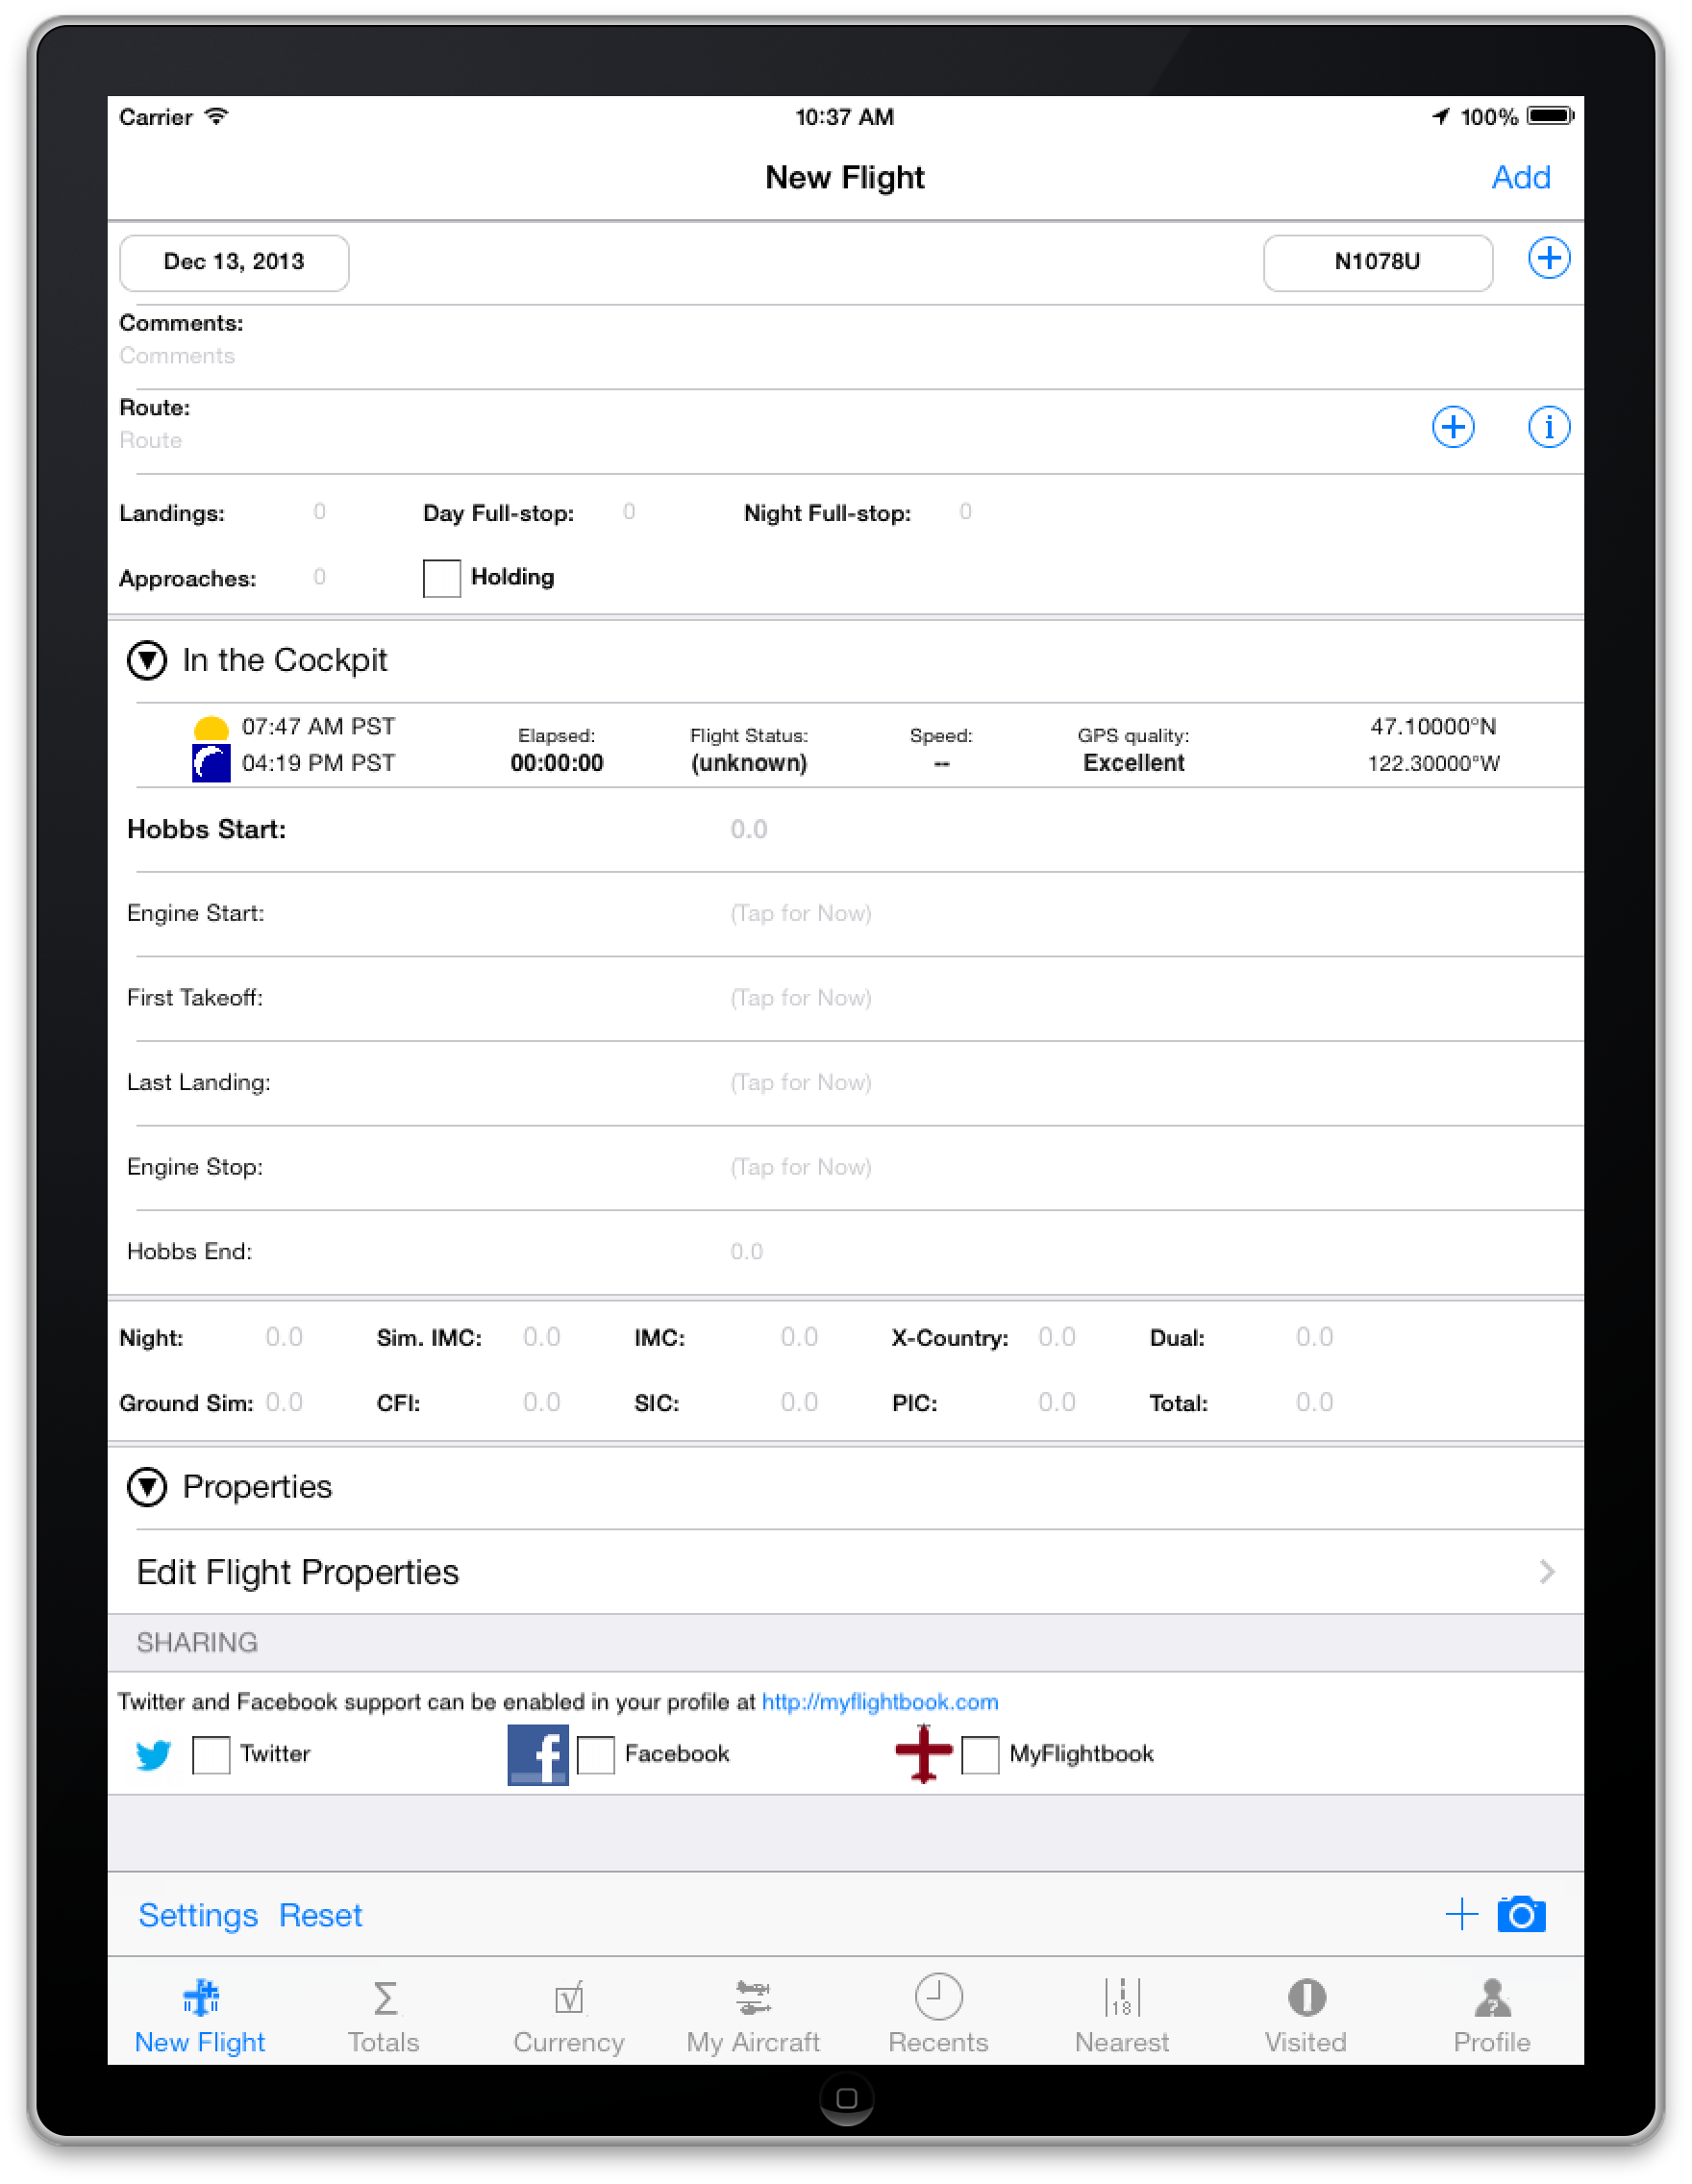 Carrier 10:37 AM 100%
New Flight Add
Dec 13, 2013 N1078U
Comments:
Comments
Route:
Route
Landings: 0 Day Full-stop: 0 Night Full-stop: 0
Approaches: 0 Holding
In the Cockpit
07:47 AM PST
04:19 PM PST
Elapsed:
00:00:00
Flight Status:
(unknown)
Speed:
--
GPS quality:
Excellent
47.10000°N
122.30000°W
Hobbs Start: 0.0
Engine Start: (Tap for Now)
First Takeoff: (Tap for Now)
Last Landing: (Tap for Now)
Engine Stop: (Tap for Now)
Hobbs End: 0.0
Night: 0.0 Sim. IMC: 0.0 IMC: 0.0 X-Country: 0.0 Dual: 0.0
Ground Sim: 0.0 CFI: 0.0 SIC: 0.0 PIC: 0.0 Total: 0.0
Properties
Edit Flight Properties
SHARING
Twitter and Facebook support can be enabled in your profile at http://myflightbook.com
Twitter f Facebook MyFlightbook
Settings Reset
18
New Flight Totals Currency My Aircraft Recents Nearest Visited Profile